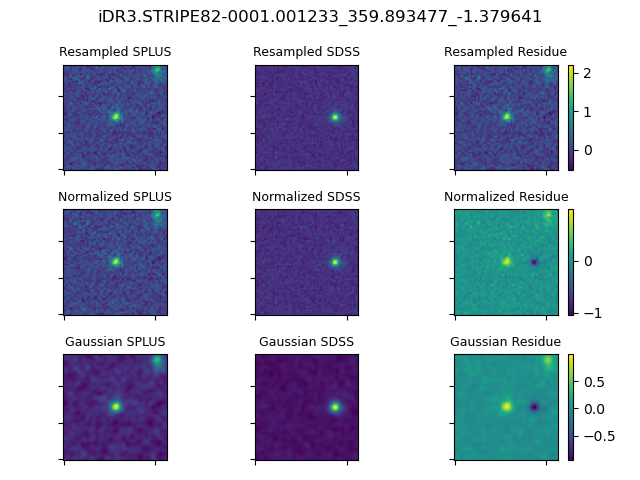 iDR3.STRIPE82-0001.001233_359.893477_-1.379641
Resampled SPLUS
Resampled SDSS
Resampled Residue
2
1
0
Normalized SPLUS
Normalized SDSS
Normalized Residue
0
−1
Gaussian SPLUS
Gaussian SDSS
Gaussian Residue
0.5
0.0
−0.5